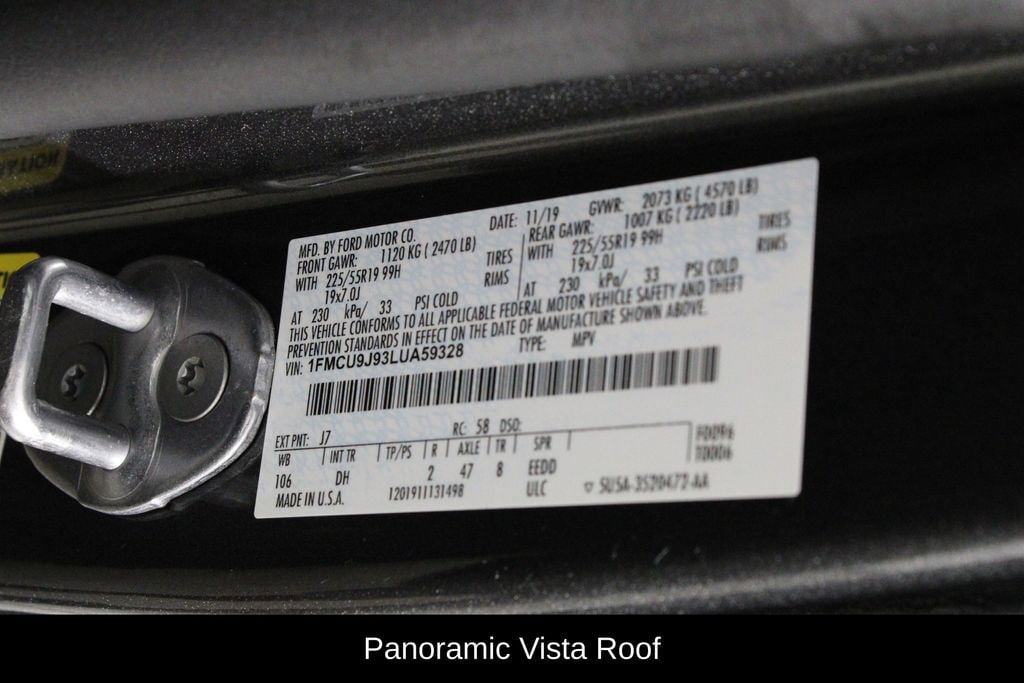 MFD. BY FORD MOTOR CO. DATE: 11/19 GVWR: 2073 KG ( 4570 LB)
FRONT GAWR: 1120 KG ( 2470 LB) REAR GAWR: 1007 KG ( 2220 LB)
WITH 225/55R19 99H TIRES WITH 225/55R19 99H TIRES
19x7.0J RIMS 19x7.0J RIMS
AT 230 kPa/ 33 PSI COLD AT 230 kPa/ 33 PSI COLD
THIS VEHICLE CONFORMS TO ALL APPLICABLE FEDERAL MOTOR VEHICLE SAFETY AND THEFT
PREVENTION STANDARDS IN EFFECT ON THE DATE OF MANUFACTURE SHOWN ABOVE.
VIN: 1FMCU9J93LUA59328 TYPE: MPV
EXT PNT: J7 RC: 58 DSO:
WB INT TR TP/PS R AXLE TR SPR
106 DH 2 47 8 EEDD
MADE IN U.S.A. 1201911131498 ULC
Panoramic Vista Roof